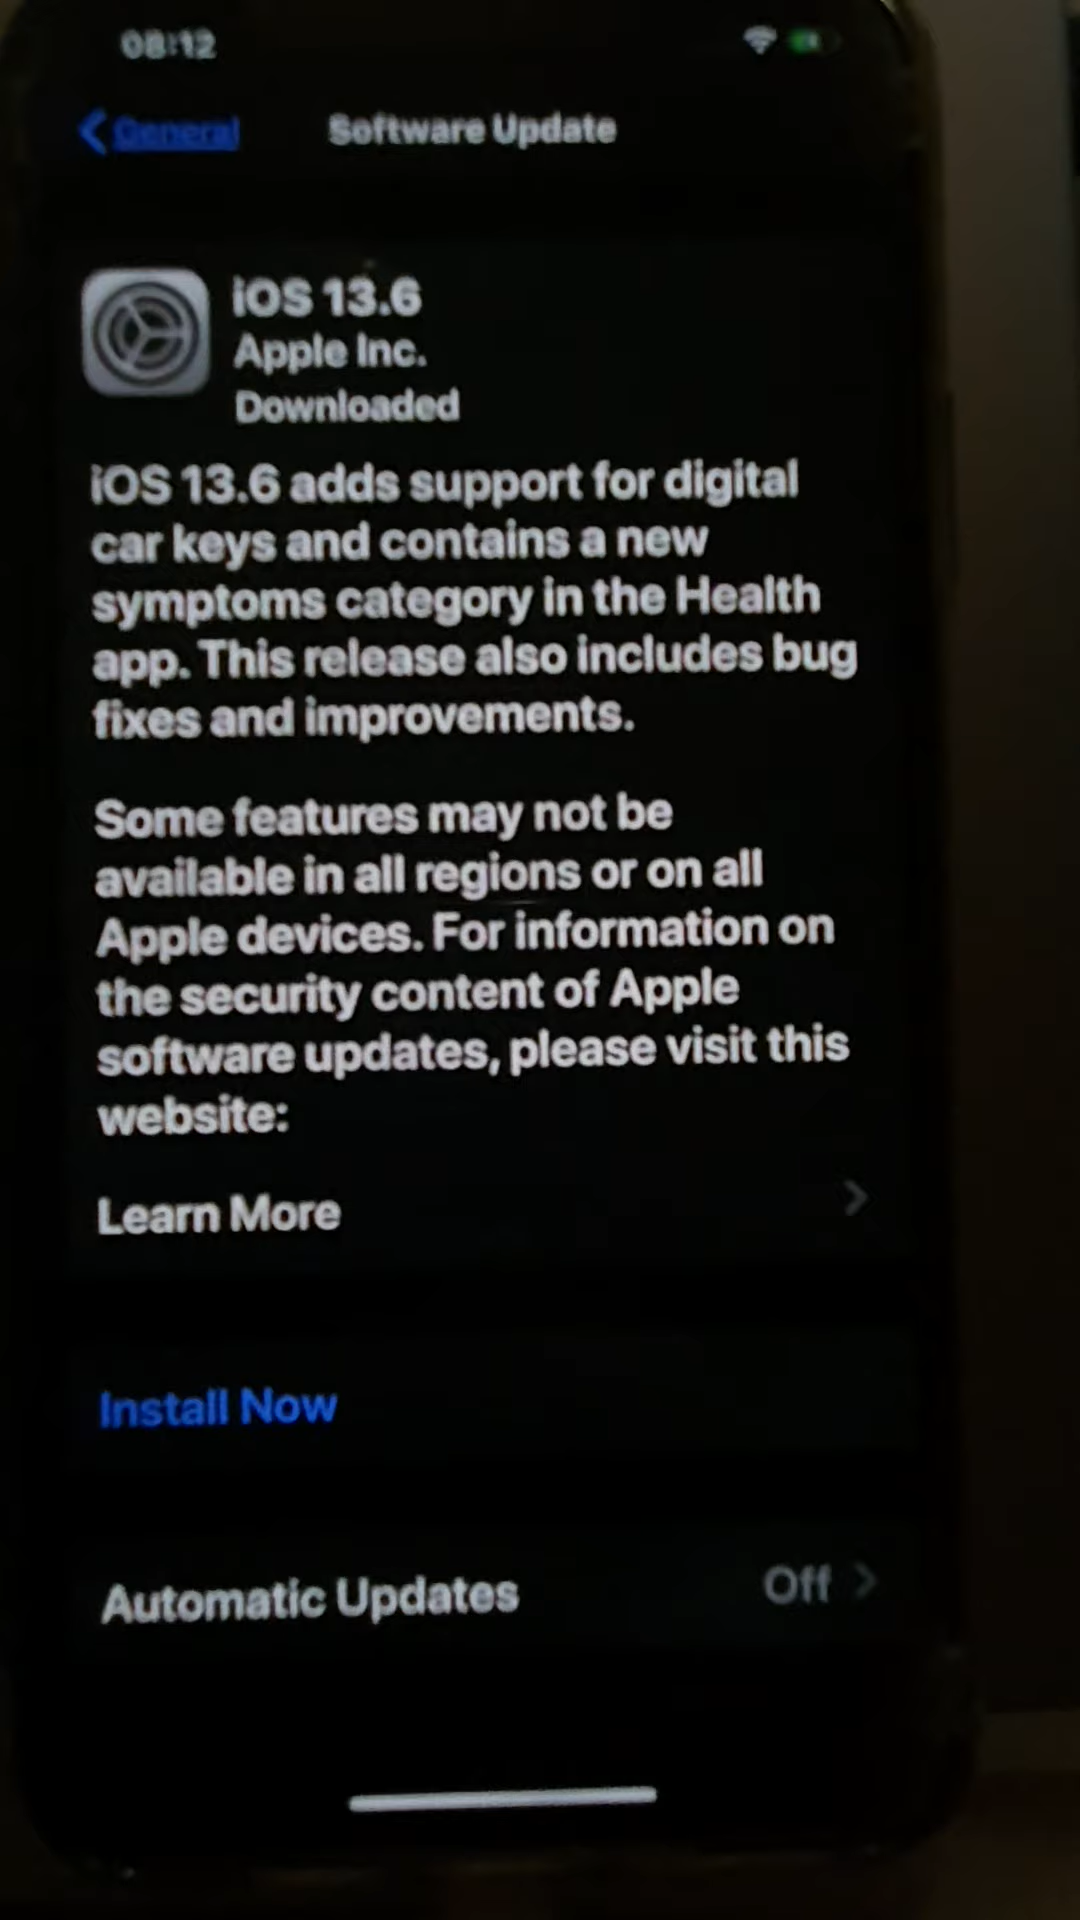 08:12
General
Software Update
iOS 13.6
Apple Inc.
Downloaded
iOS 13.6 adds support for digital
car keys and contains a new
symptoms category in the Health
app. This release also includes bug
fixes and improvements.
Some features may not be
available in all regions or on all
Apple devices. For information on
the security content of Apple
software updates, please visit this
website:
Learn More
Install Now
Automatic Updates
Off